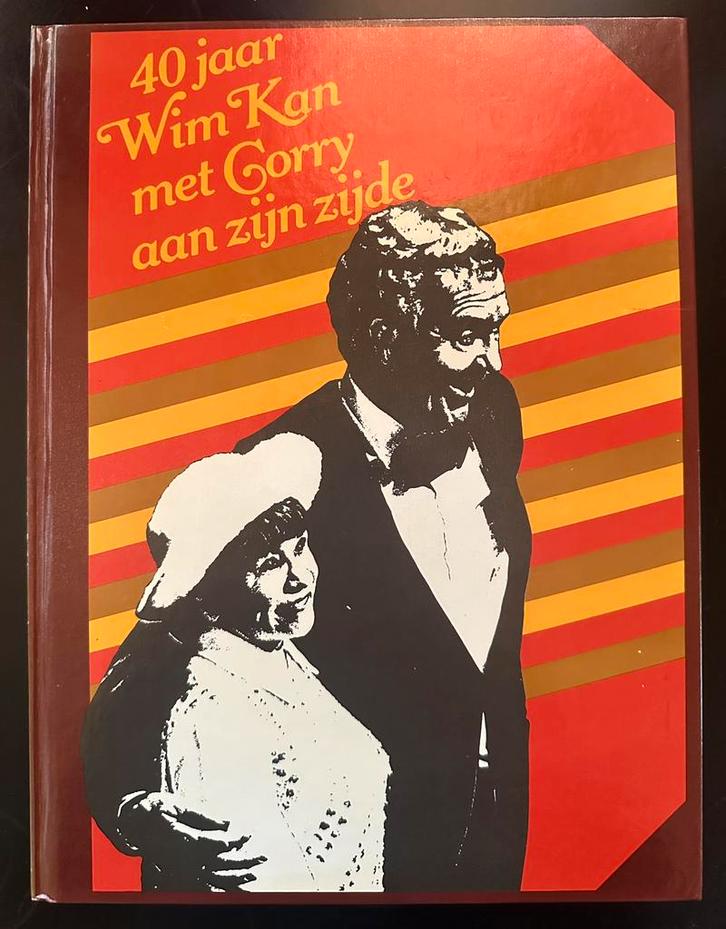 40 jaar
Wim Kan
met Corry
aan zijn zijde